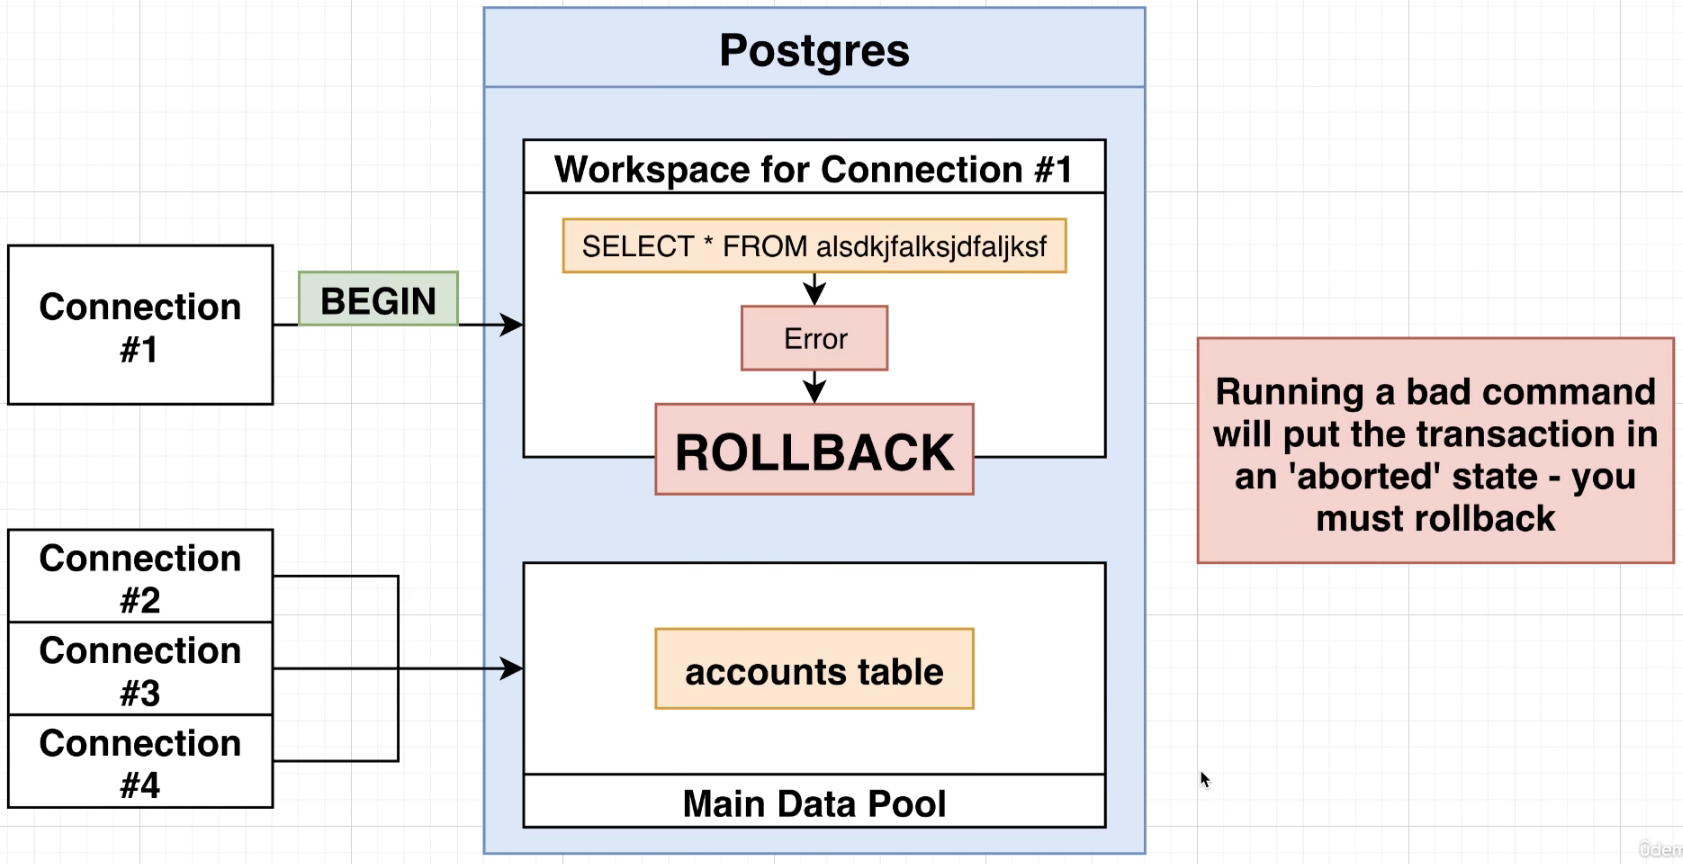 Postgres
Workspace for Connection #1
SELECT * FROM alsdkjfalksjdfaljksf
Error
ROLLBACK
Connection
#1
BEGIN
Running a bad command
will put the transaction in
an 'aborted' state - you
must rollback
Connection
#2
Connection
#3
Connection
#4
accounts table
Main Data Pool